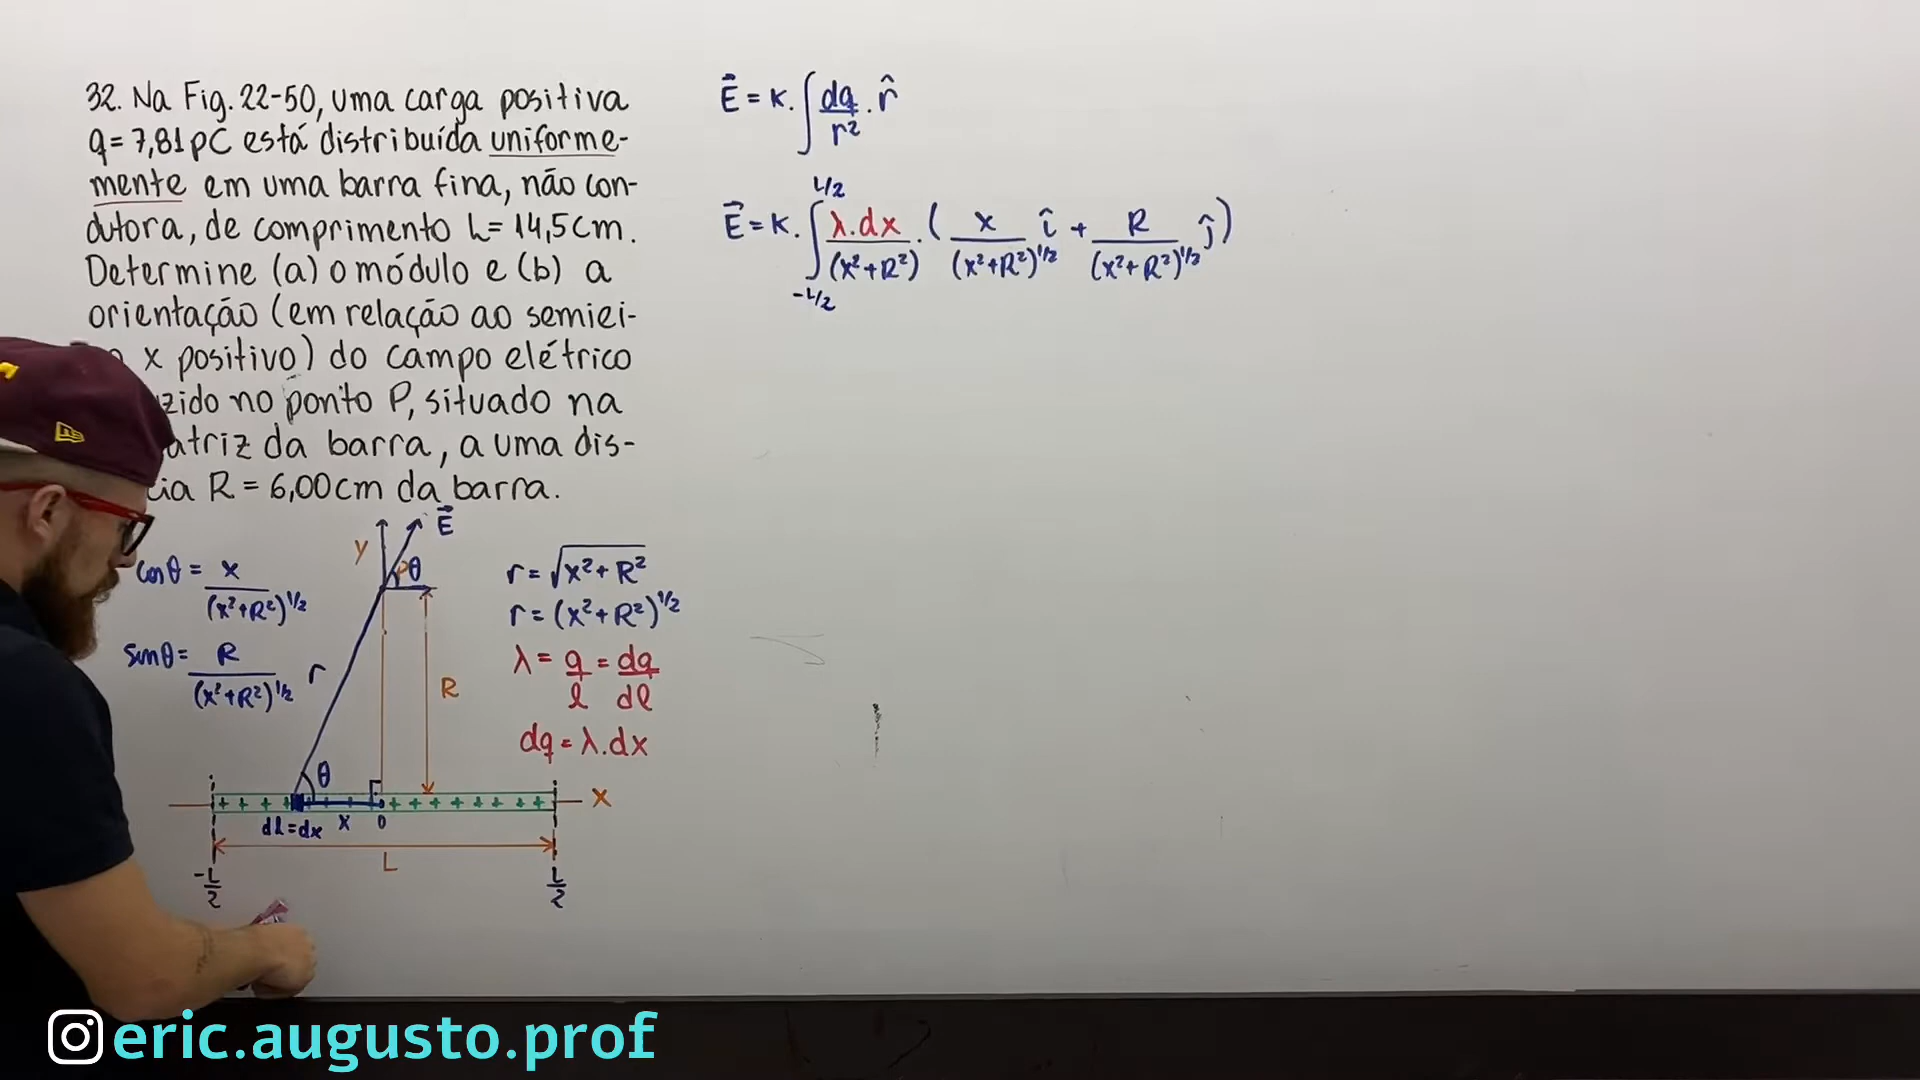 32. Na Fig. 22-50, uma carga positiva
q = 7,81 pC está distribuída uniforme-
mente em uma barra fina, não con-
dutora, de comprimento L = 14,5 cm.
Determine (a) o módulo e (b) a
orientação (em relação ao semiei-
x positivo) do campo elétrico
no ponto P, situado na
da barra, a uma dis-
R = 6,00 cm da barra.
E⃗ = K. ∫ dq/r² . r̂
E⃗ = K. ∫_{-L/2}^{L/2} λ.dx/(x²+R²) . ( x/(x²+R²)^{1/2} î + R/(x²+R²)^{1/2} ĵ )
cos θ = x/(x²+R²)^{1/2}
sin θ = R/(x²+R²)^{1/2}
r = √(x²+R²)
r = (x²+R²)^{1/2}
λ = q/l = dq/dl
dq = λ.dx
y
E⃗
P
θ
r
R
θ
+ + + + + + + + + + + + + +
x
dl = dx
x
0
L
-L/2
L/2
eric.augusto.prof